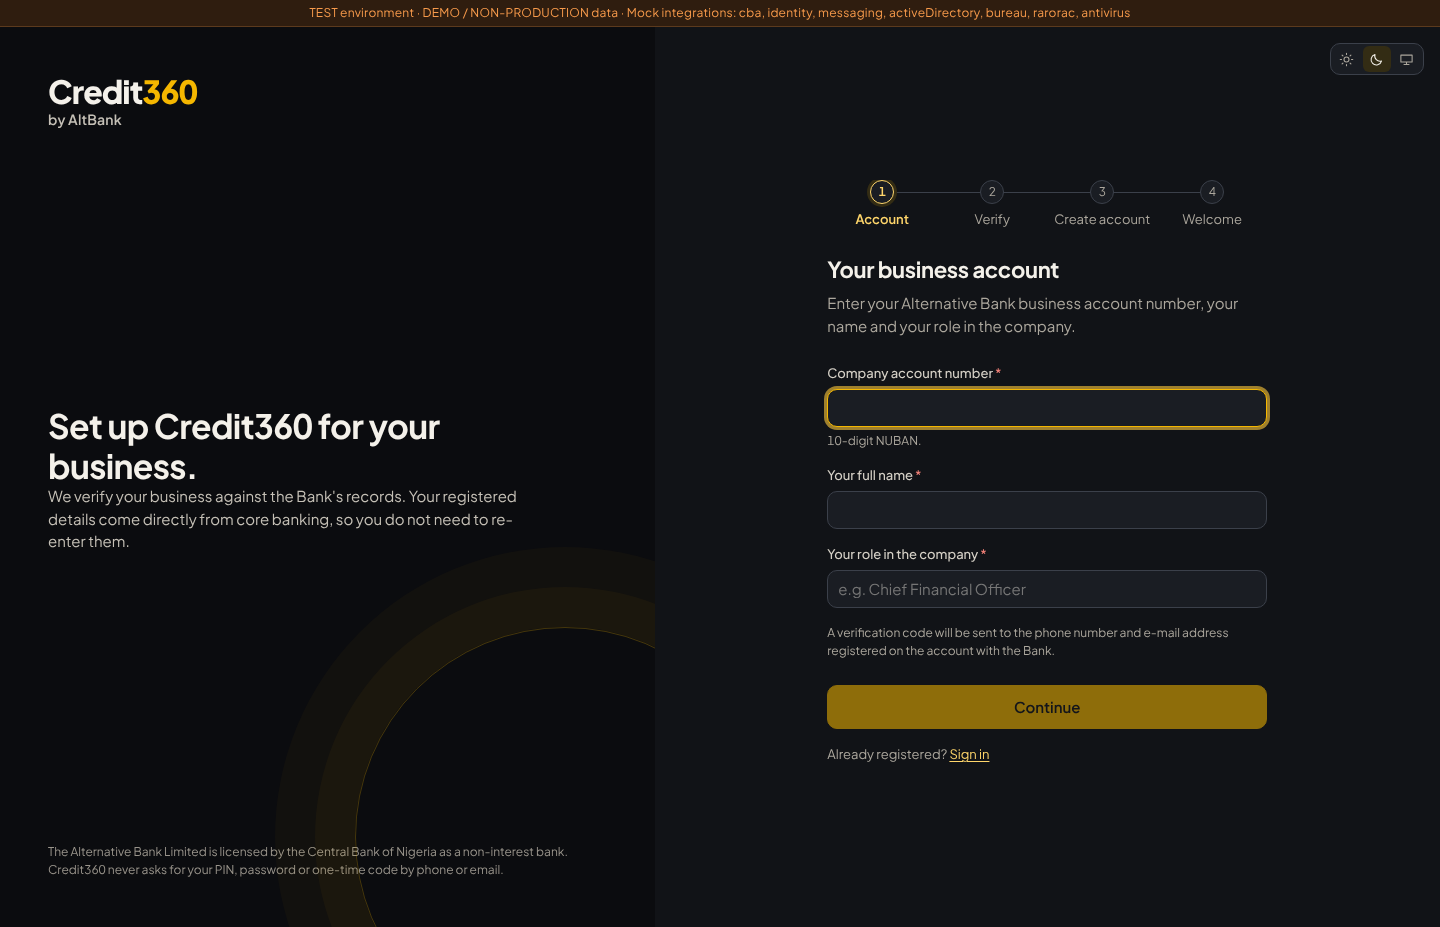 TEST environment · DEMO / NON-PRODUCTION data · Mock integrations: cba, identity, messaging, activeDirectory, bureau, rarorac, antivirus
Credit360
by AltBank
Set up Credit360 for your
business.
We verify your business against the Bank's records. Your registered
details come directly from core banking, so you do not need to re-
enter them.
The Alternative Bank Limited is licensed by the Central Bank of Nigeria as a non-interest bank.
Credit360 never asks for your PIN, password or one-time code by phone or email.
1
2
3
4
Account
Verify
Create account
Welcome
Your business account
Enter your Alternative Bank business account number, your
name and your role in the company.
Company account number *
10-digit NUBAN.
Your full name *
Your role in the company *
e.g. Chief Financial Officer
A verification code will be sent to the phone number and e-mail address
registered on the account with the Bank.
Continue
Already registered? Sign in